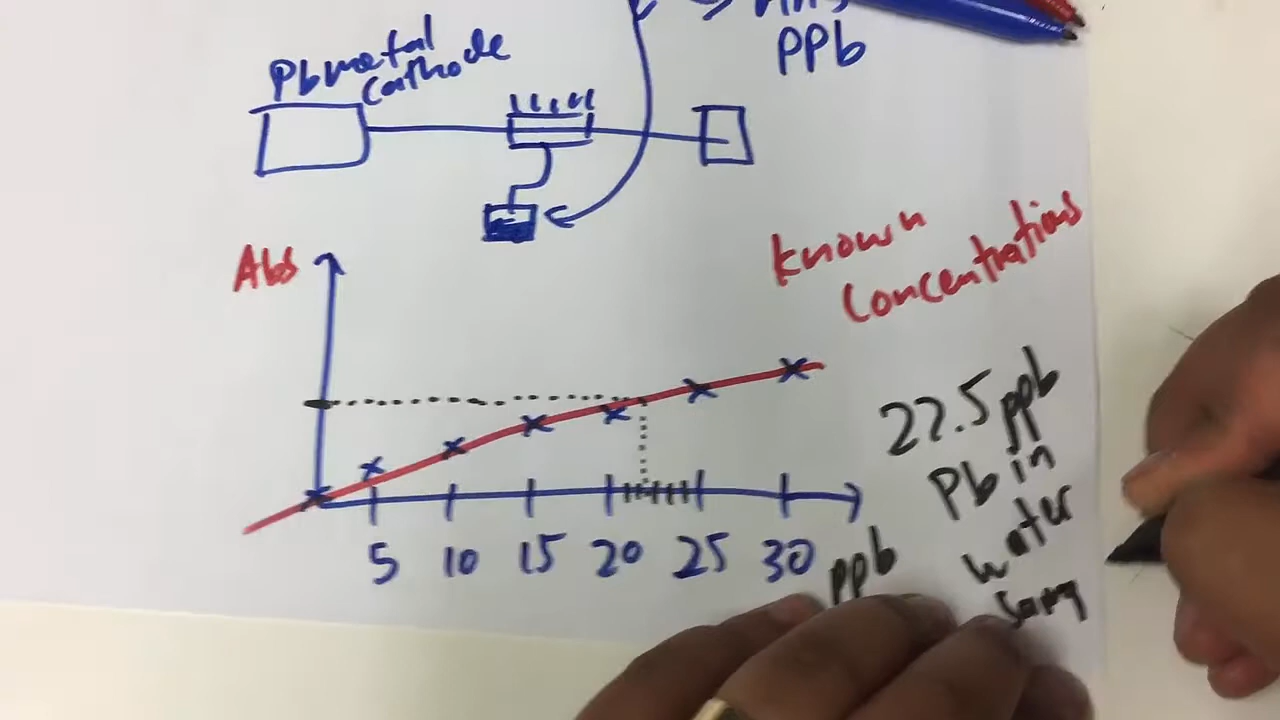 Pb metal
Cathode
PPb
Abs
known
concentrations
22.5 ppb
Pb in
water
samp
5 10 15 20 25 30 ppb